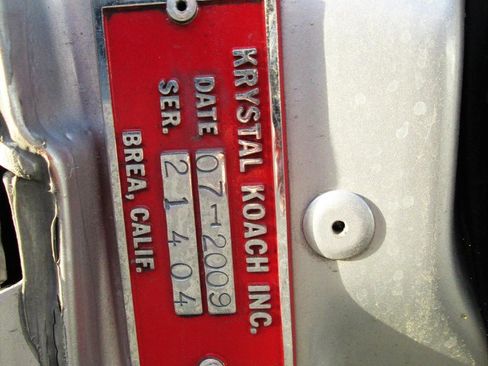 KRYSTAL KOACH INC.
DATE 07-2009
SER. 21404
BREA, CALIF.